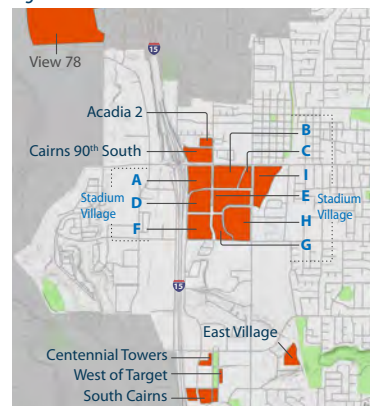 15
View 78
Acadia 2
Cairns 90th South
B
C
A
I
Stadium
Village
D
E
Stadium
Village
H
F
G
15
East Village
Centennial Towers
West of Target
South Cairns